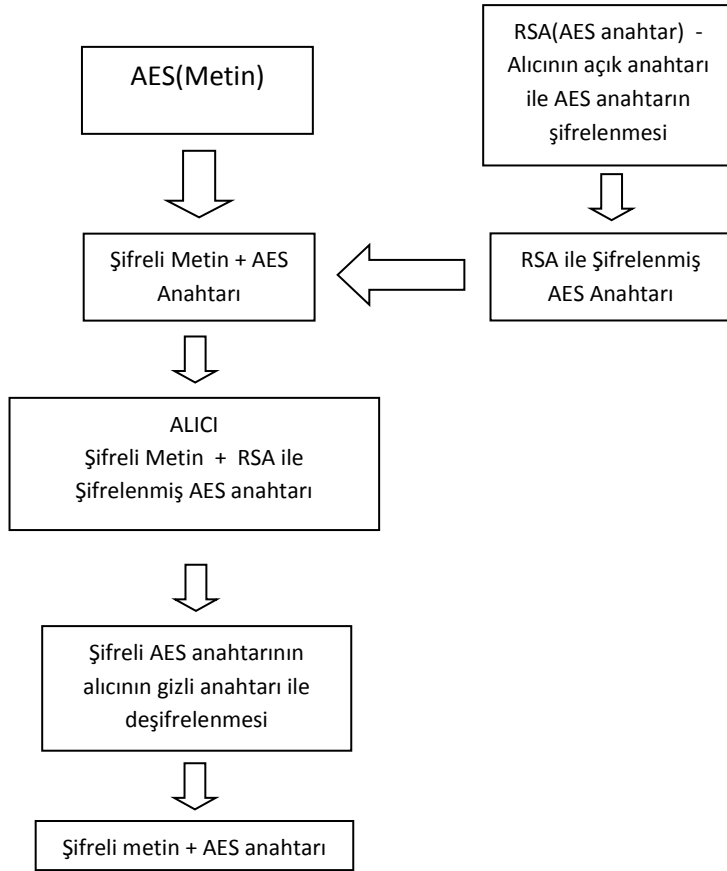 AES(Metin)
RSA(AES anahtar)  -
Alıcının açık anahtarı
ile AES anahtarın
şifrelenmesi
Şifreli Metin + AES
Anahtarı
RSA ile Şifrelenmiş
AES Anahtarı
ALICI
Şifreli Metin  +  RSA ile
Şifrelenmiş AES anahtarı
Şifreli AES anahtarının
alıcının gizli anahtarı ile
deşifrelenmesi
Şifreli metin + AES anahtarı